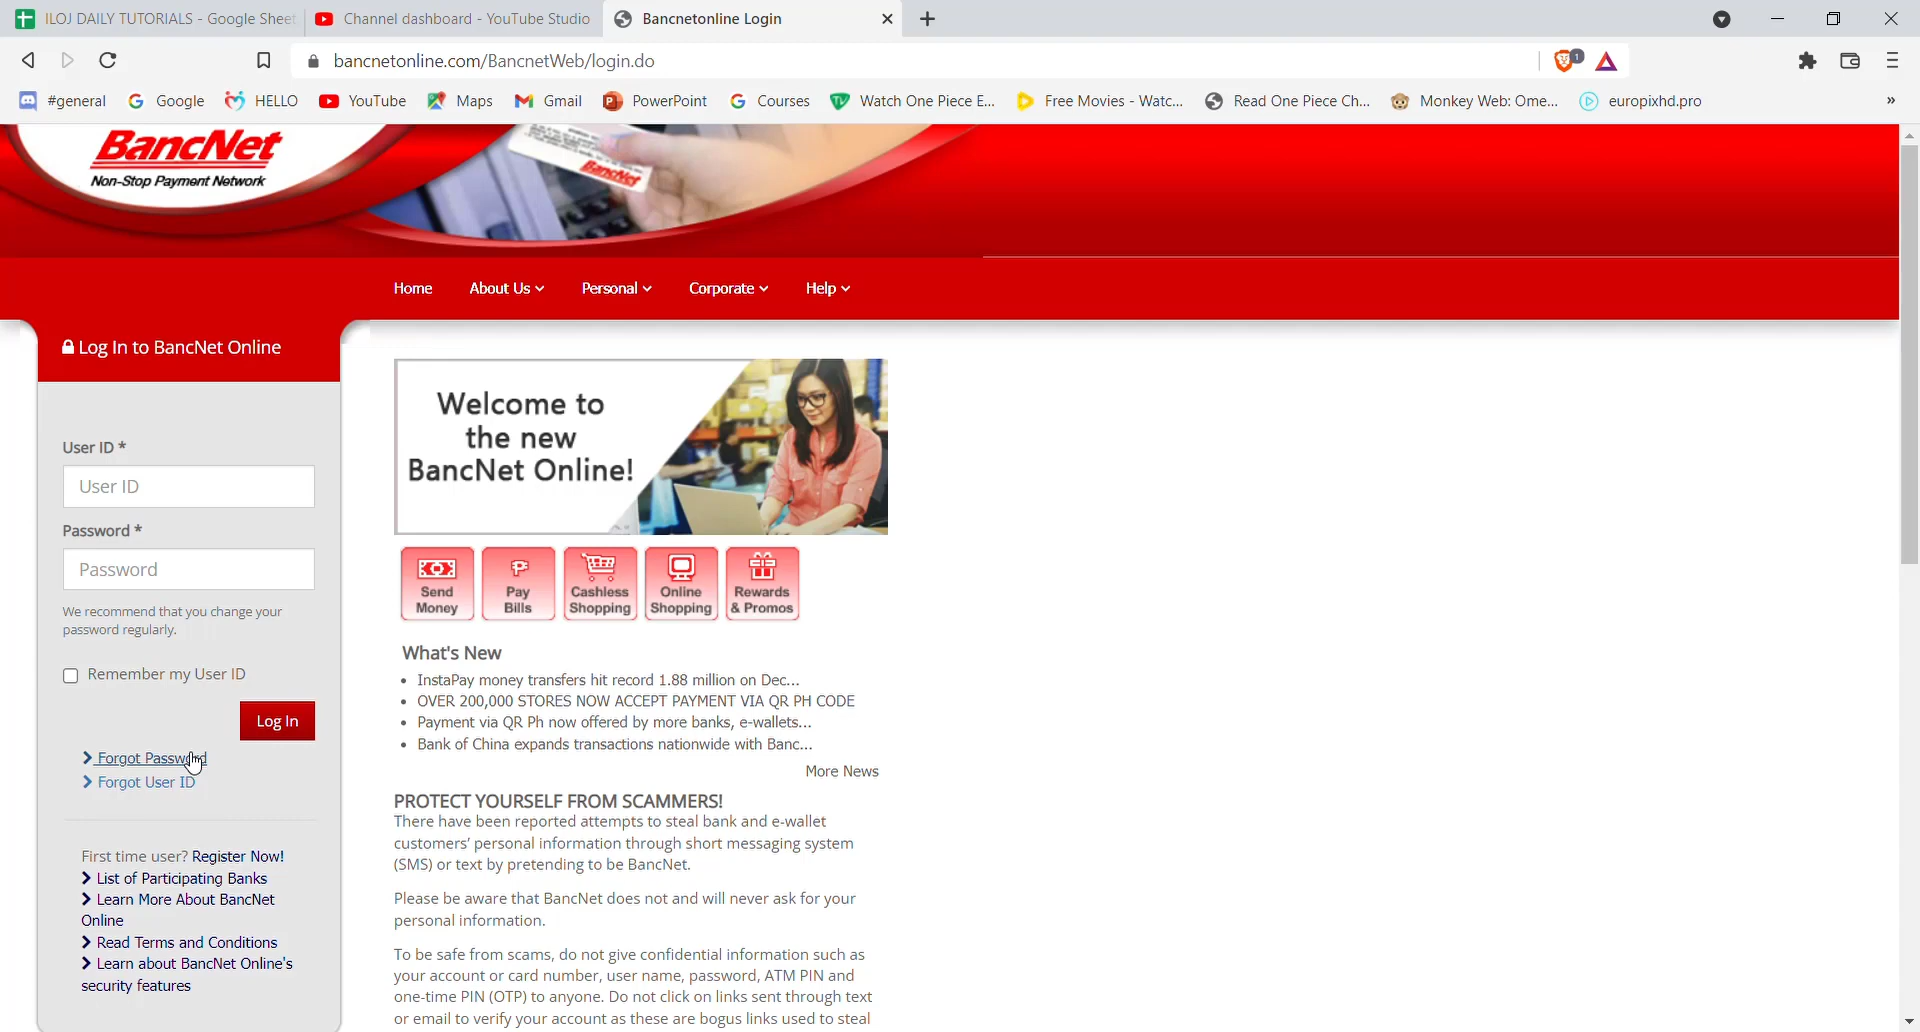 ILOJ DAILY TUTORIALS - Google Sheet
Channel dashboard - YouTube Studio
Bancnetonline Login
bancnetonline.com/BancnetWeb/login.do
1
#general
Google
HELLO
YouTube
Maps
Gmail
PowerPoint
Courses
Watch One Piece E...
Free Movies - Watc...
Read One Piece Ch...
Monkey Web: Ome...
europixhd.pro
»
BancNet
Non-Stop Payment Network
BancNet
Home
About Us
Personal
Corporate
Help
Log In to BancNet Online
User ID *
User ID
Password *
Password
We recommend that you change your
password regularly.
Remember my User ID
Log In
Forgot Password
Forgot User ID
First time user? Register Now!
List of Participating Banks
Learn More About BancNet
Online
Read Terms and Conditions
Learn about BancNet Online's
security features
Welcome to
the new
BancNet Online!
Send
Money
Pay
Bills
Cashless
Shopping
Online
Shopping
Rewards
& Promos
What's New
• InstaPay money transfers hit record 1.88 million on Dec...
• OVER 200,000 STORES NOW ACCEPT PAYMENT VIA QR PH CODE
• Payment via QR Ph now offered by more banks, e-wallets...
• Bank of China expands transactions nationwide with Banc...
More News
PROTECT YOURSELF FROM SCAMMERS!
There have been reported attempts to steal bank and e-wallet
customers' personal information through short messaging system
(SMS) or text by pretending to be BancNet.
Please be aware that BancNet does not and will never ask for your
personal information.
To be safe from scams, do not give confidential information such as
your account or card number, user name, password, ATM PIN and
one-time PIN (OTP) to anyone. Do not click on links sent through text
or email to verify your account as these are bogus links used to steal